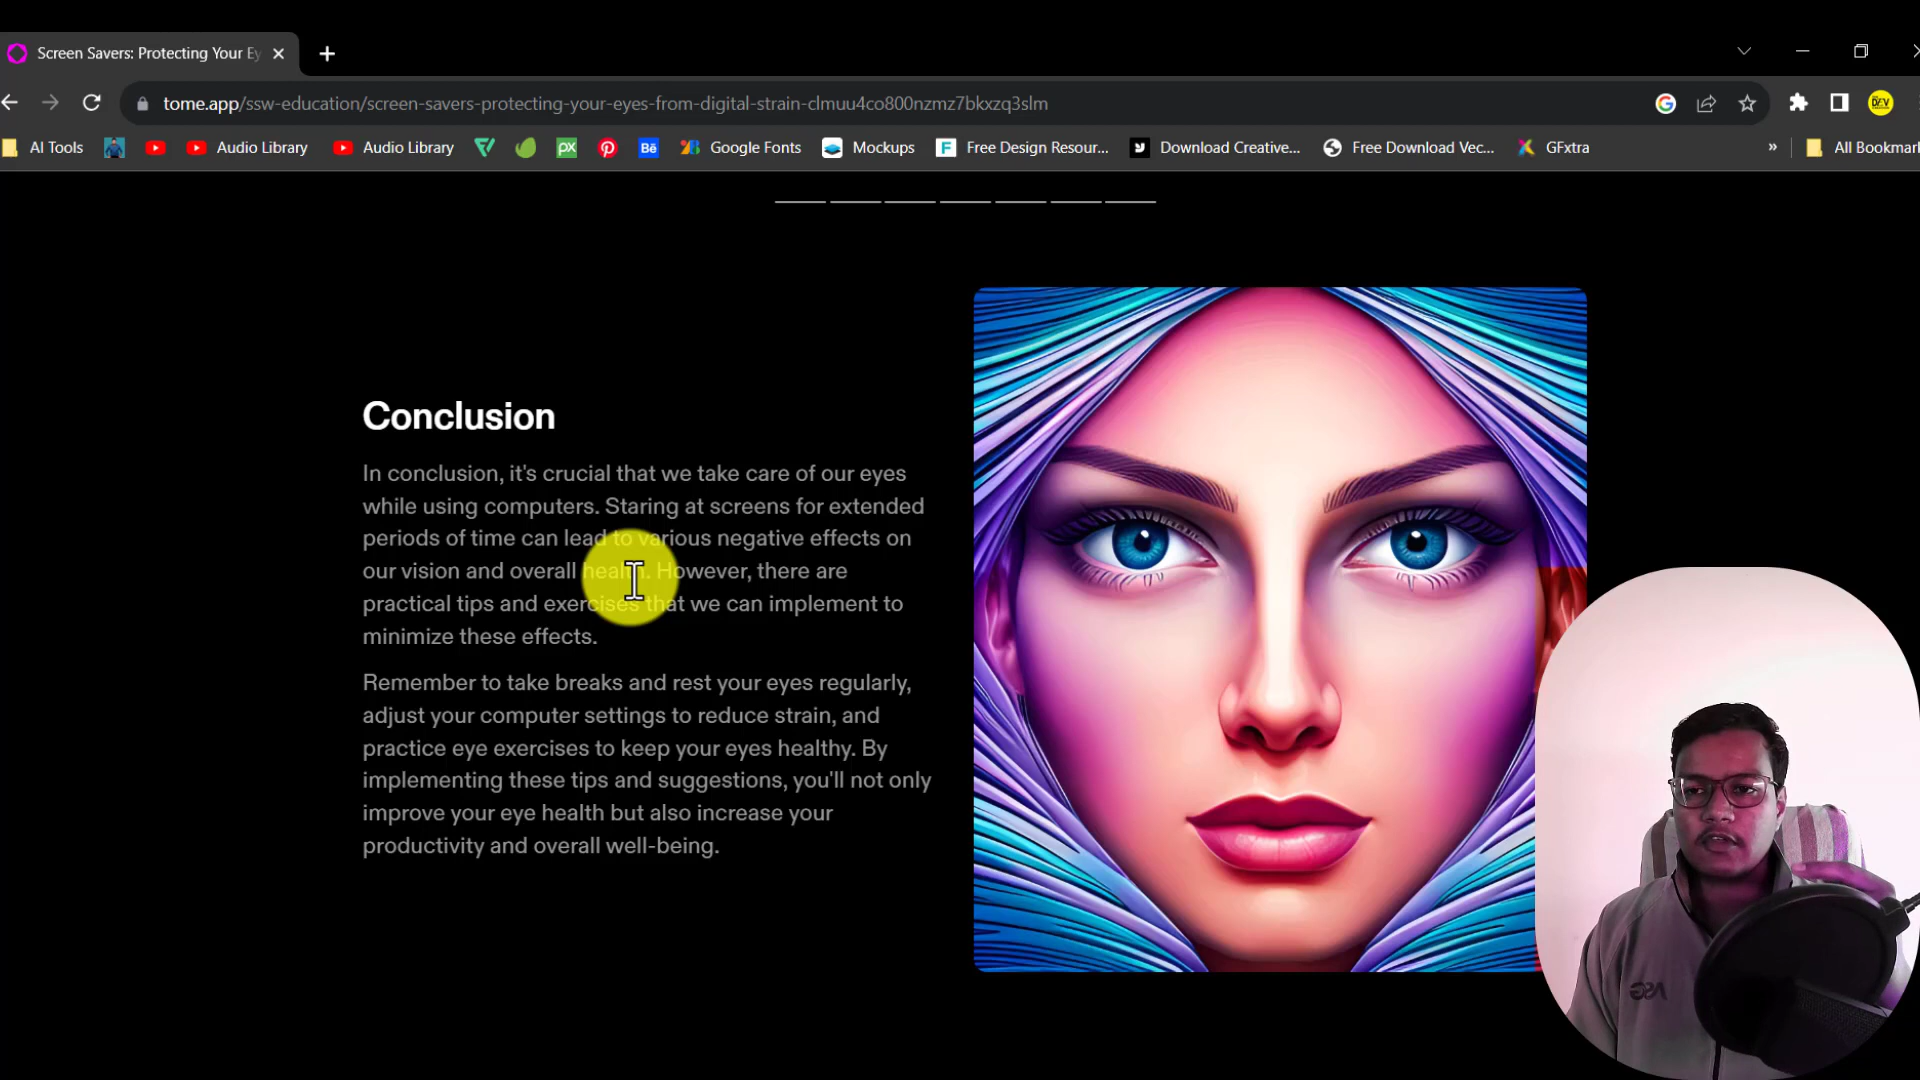 Screen Savers: Protecting Your Ey
tome.app/ssw-education/screen-savers-protecting-your-eyes-from-digital-strain-clmuu4co800nzmz7bkxzq3slm
AI Tools Audio Library Audio Library px Bē Google Fonts Mockups F Free Design Resour... Download Creative... Free Download Vec... GFxtra » All Bookmar
Conclusion
In conclusion, it's crucial that we take care of our eyes
while using computers. Staring at screens for extended
periods of time can lead to various negative effects on
our vision and overall health. However, there are
practical tips and exercises that we can implement to
minimize these effects.
Remember to take breaks and rest your eyes regularly,
adjust your computer settings to reduce strain, and
practice eye exercises to keep your eyes healthy. By
implementing these tips and suggestions, you'll not only
improve your eye health but also increase your
productivity and overall well-being.